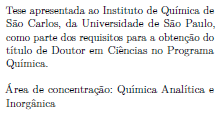 Tese apresentada ao Instituto de Química de
São Carlos, da Universidade de São Paulo,
como parte dos requisitos para a obtenção do
título de Doutor em Ciências no Programa
Química.
Área de concentração: Química Analítica e
Inorgânica